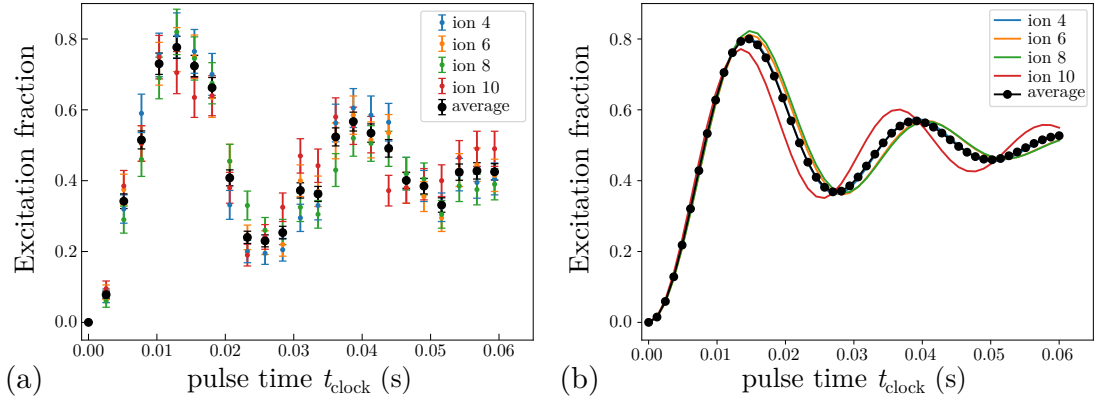 Excitation fraction
0.8
0.6
0.4
0.2
0.0
ion 4
ion 6
ion 8
ion 10
average
0.00 0.01 0.02 0.03 0.04 0.05 0.06
pulse time t_clock (s)
(a)
Excitation fraction
0.8
0.6
0.4
0.2
0.0
ion 4
ion 6
ion 8
ion 10
average
0.00 0.01 0.02 0.03 0.04 0.05 0.06
pulse time t_clock (s)
(b)